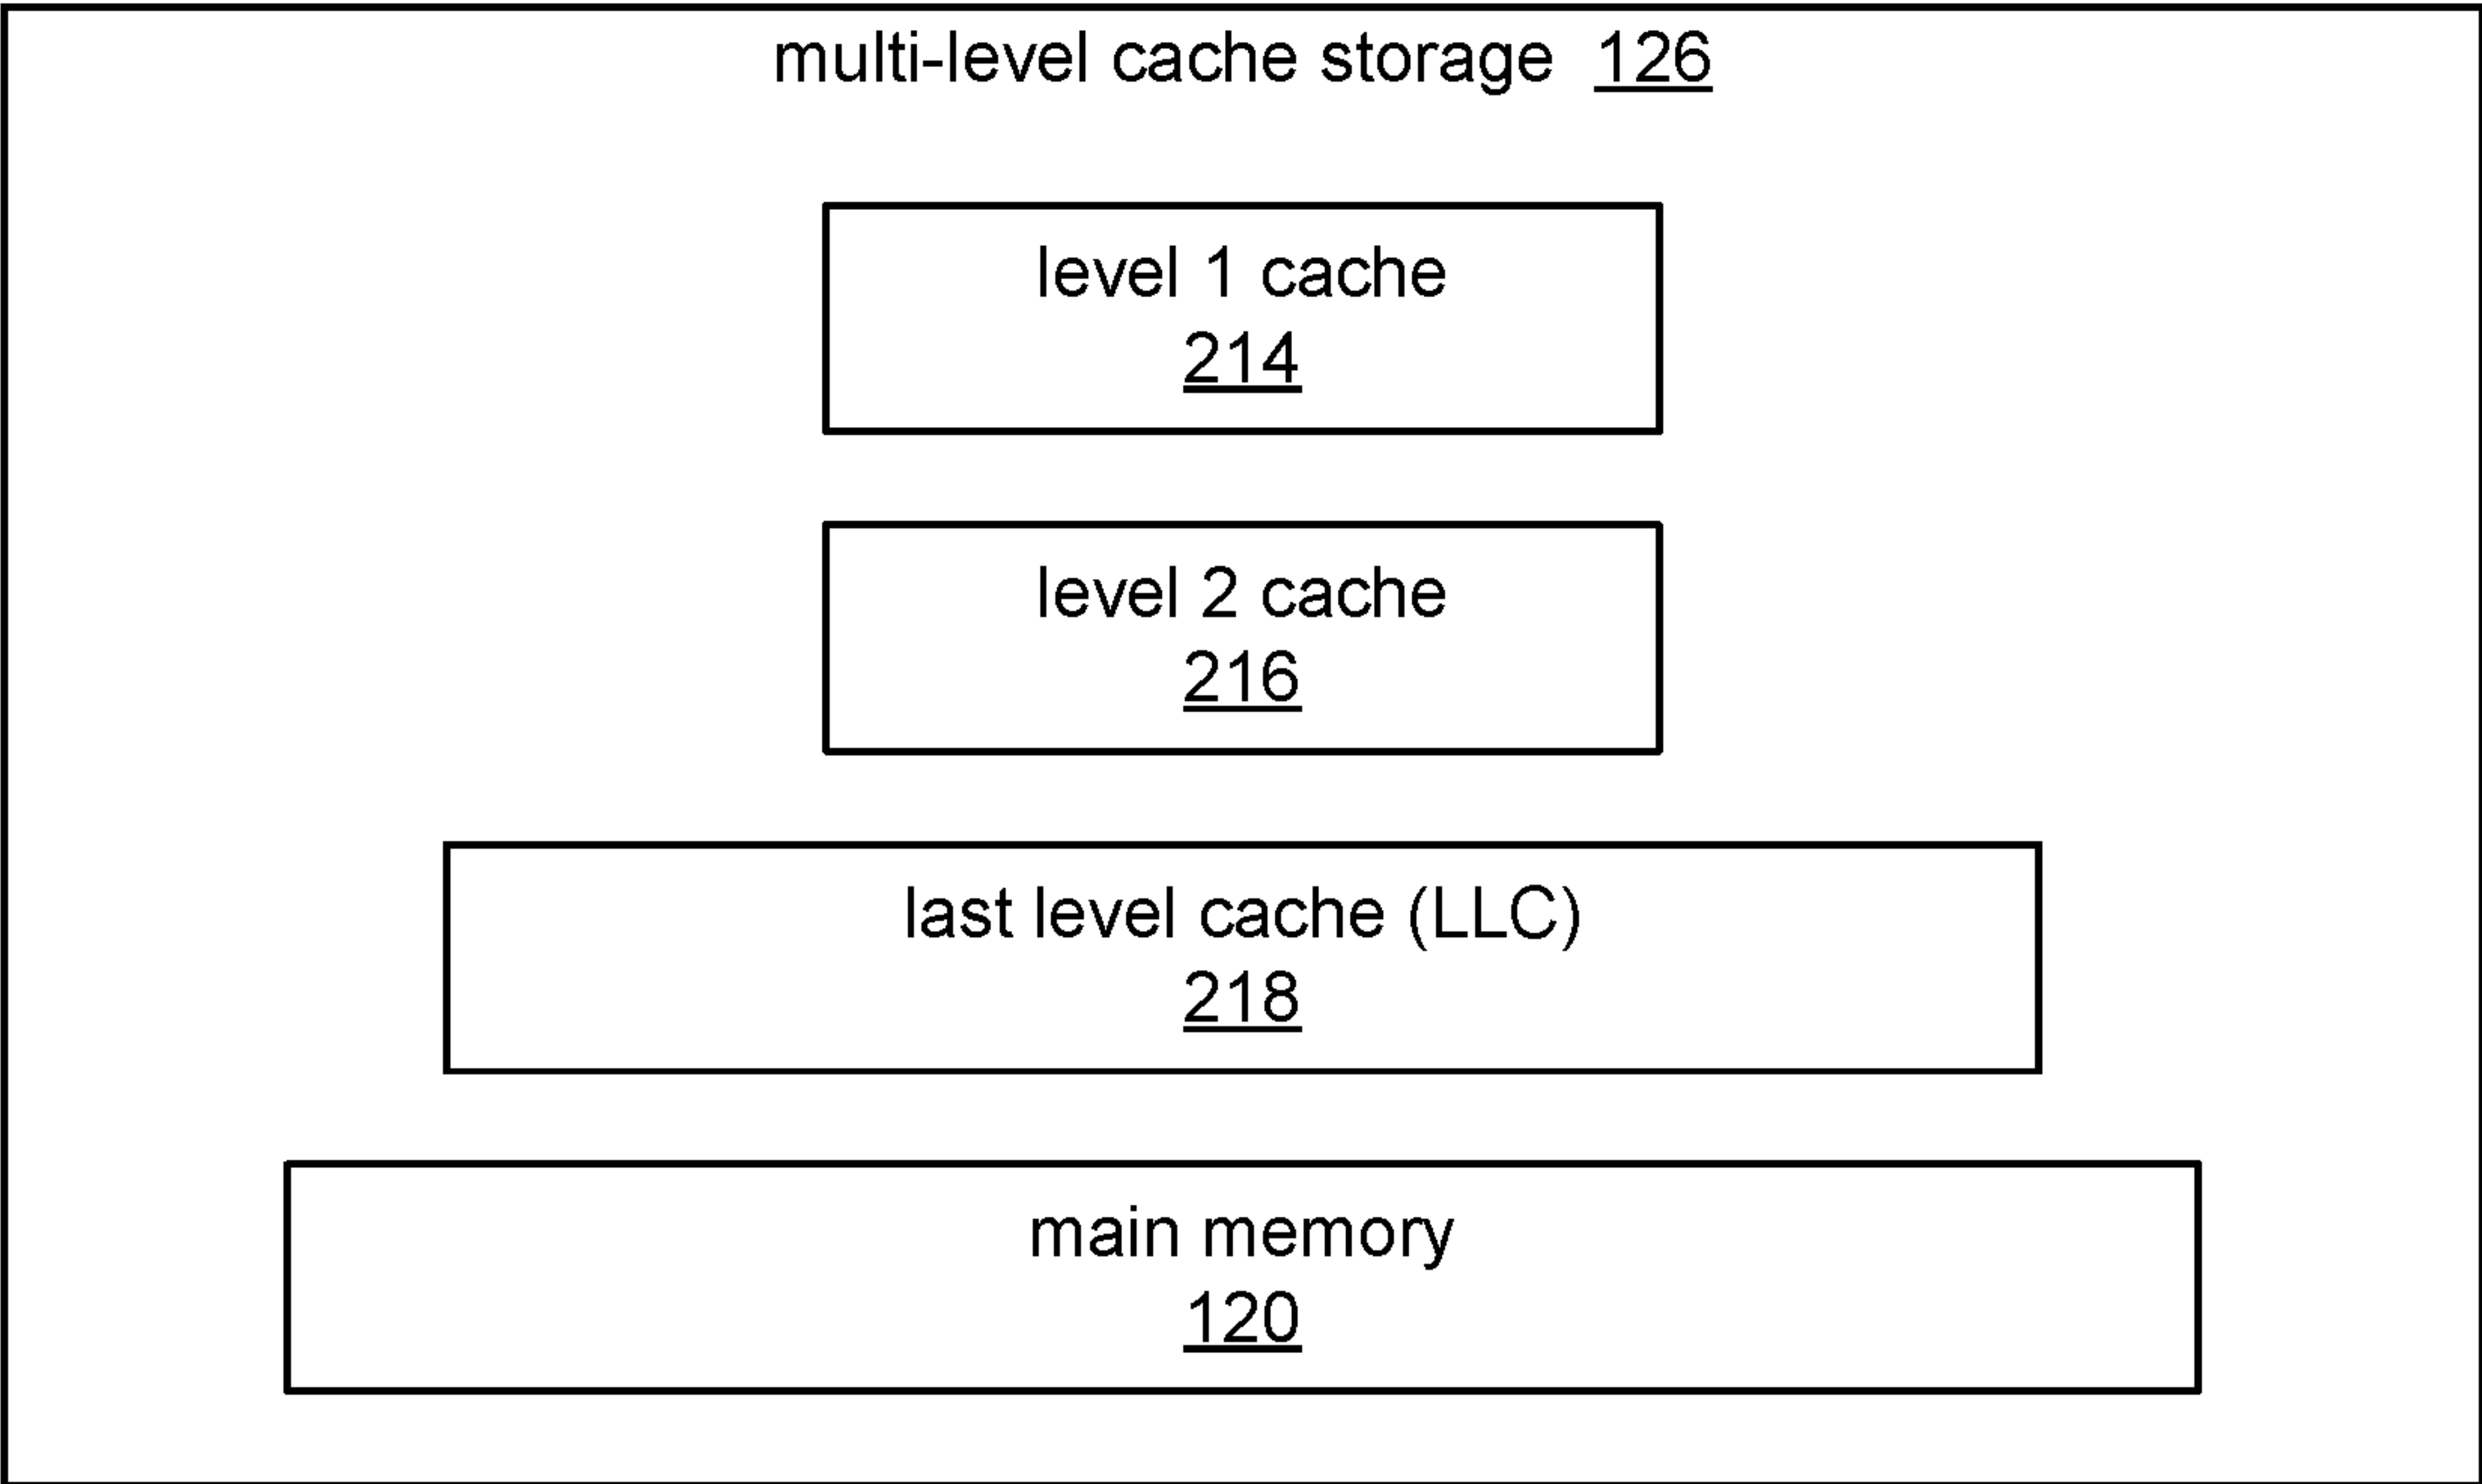 multi-level cache storage 126
level 1 cache
214
level 2 cache
216
last level cache (LLC)
218
main memory
120